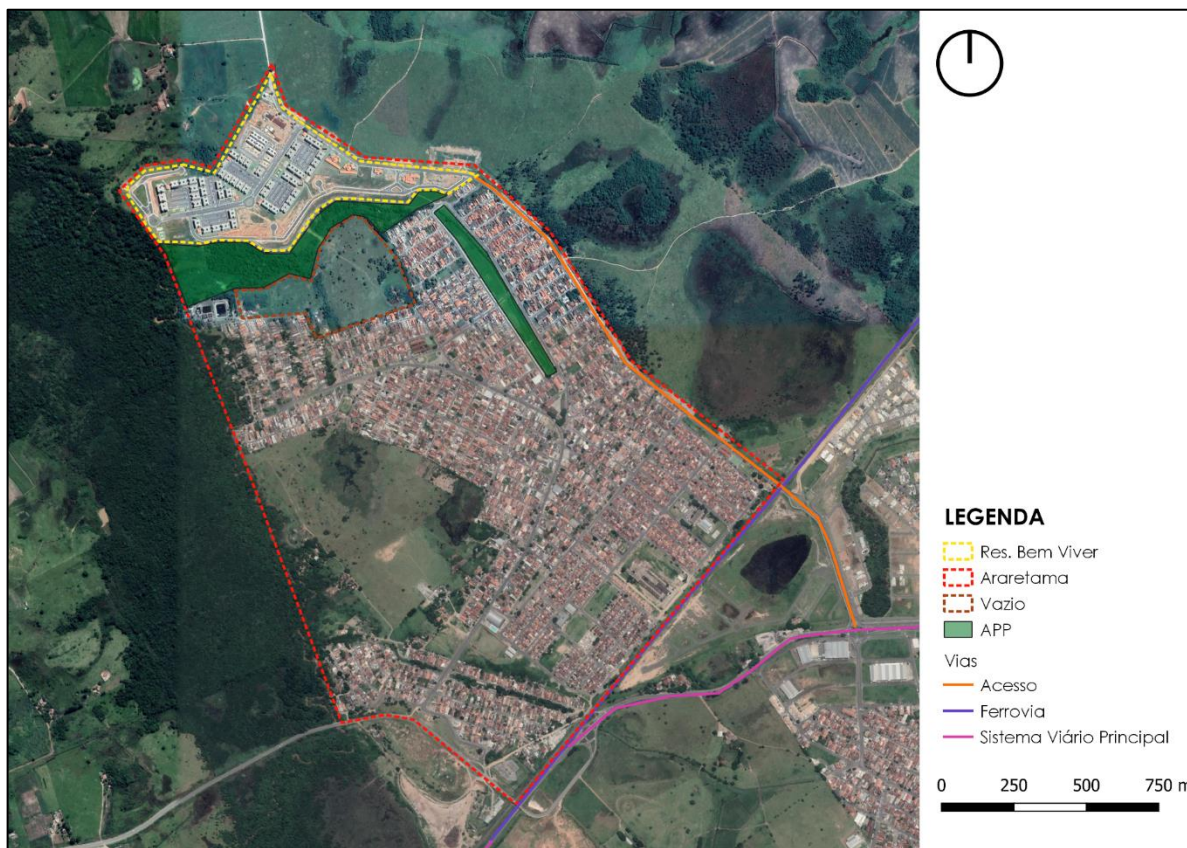 LEGENDA
Res. Bem Viver
Araretama
Vazio
APP
Vias
Acesso
Ferrovia
Sistema Viário Principal
0 250 500 750 m